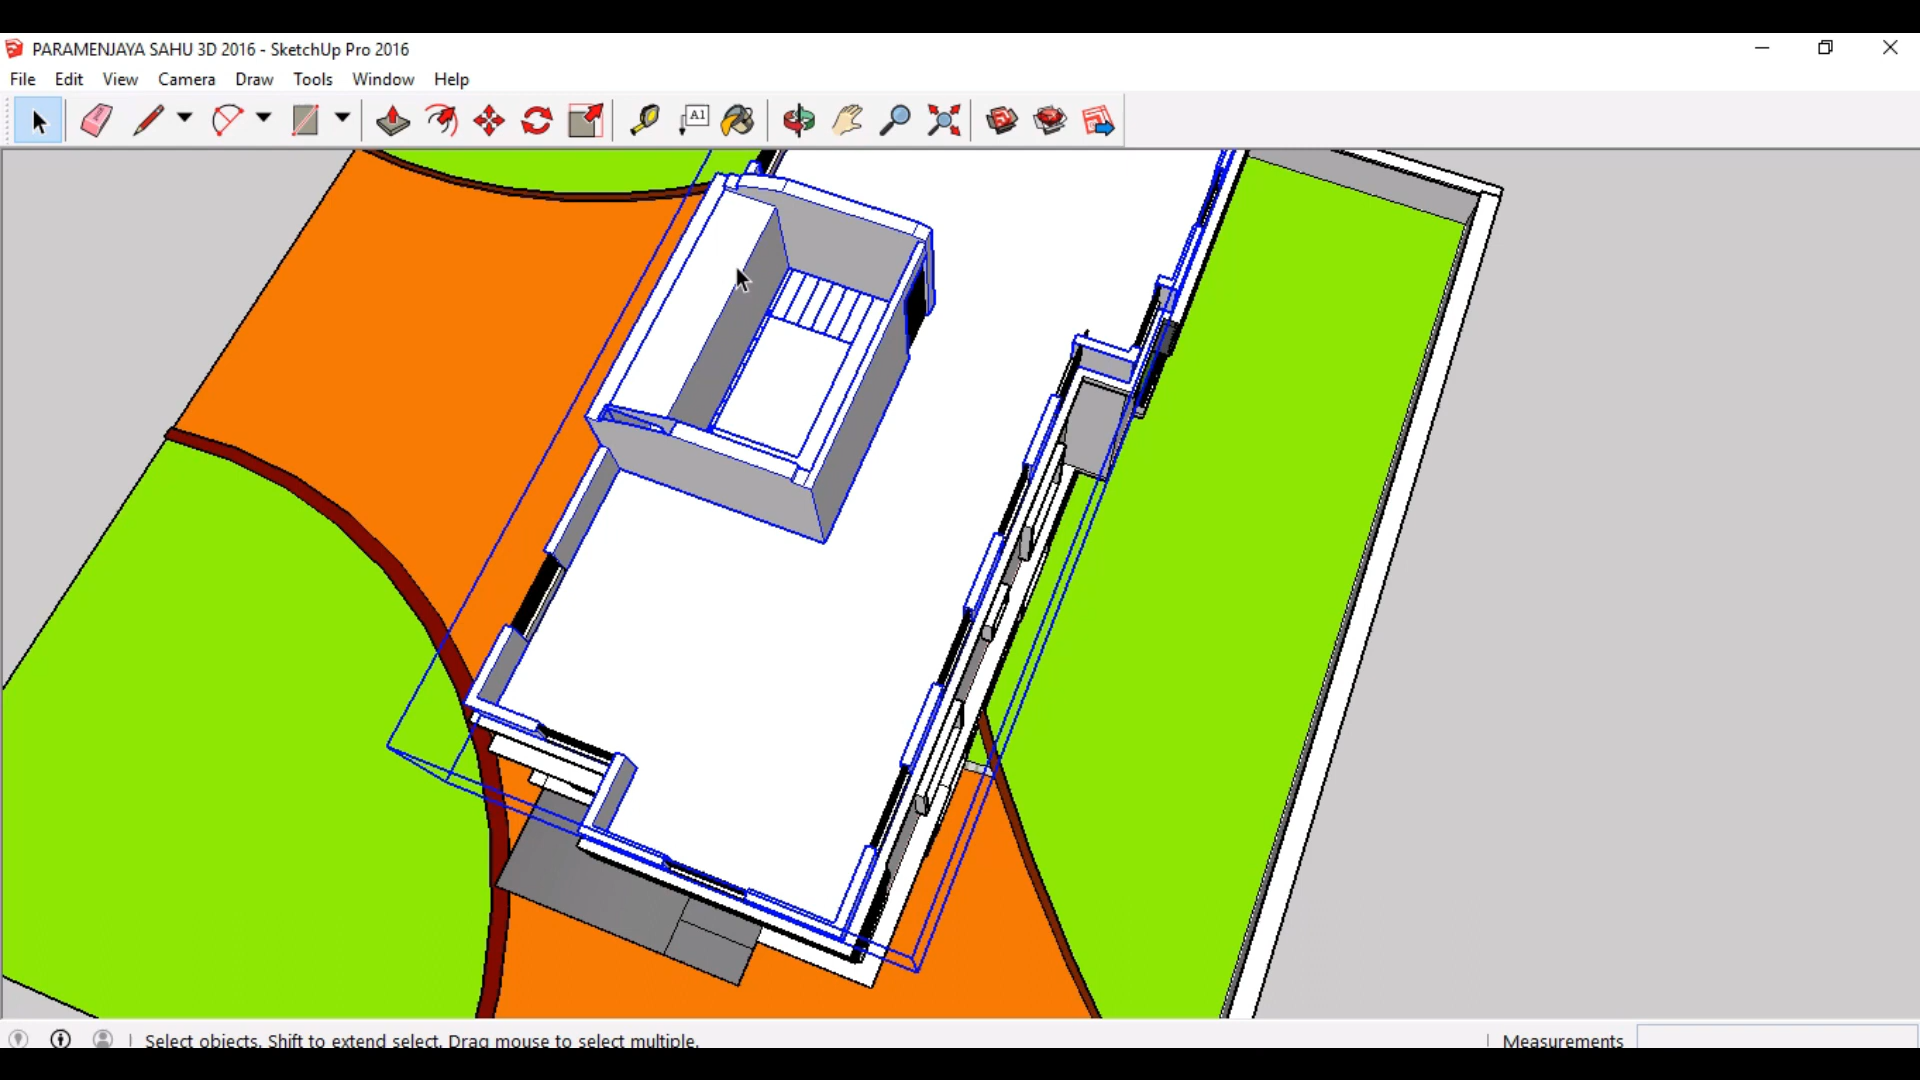 PARAMENJAYA SAHU 3D 2016 - SketchUp Pro 2016
File Edit View Camera Draw Tools Window Help
A1
Select objects. Shift to extend select. Drag mouse to select multiple. Measurements